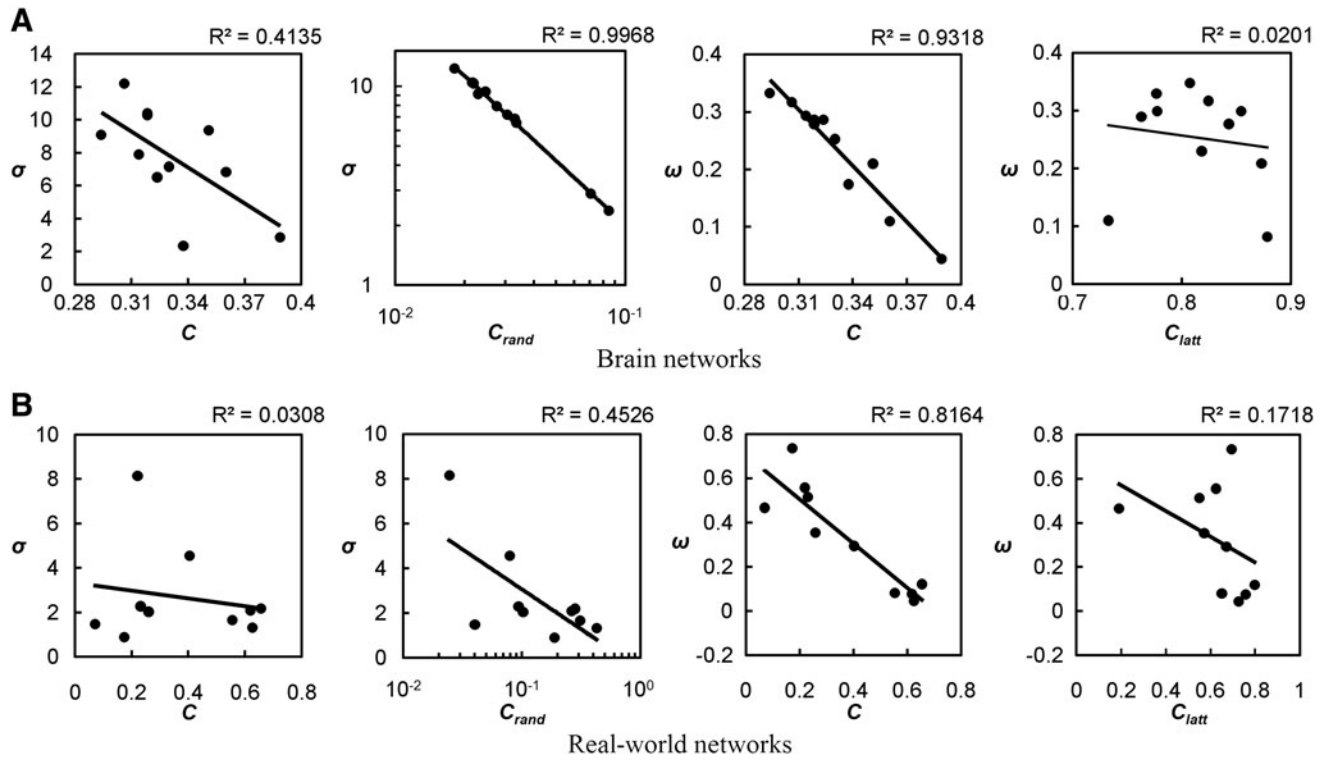 A
R² = 0.4135
14
12
10
8
6
4
2
0
σ
0.28 0.31 0.34 0.37 0.4
C
R² = 0.9968
10
1
σ
10⁻² 10⁻¹
Crand
R² = 0.9318
0.4
0.3
0.2
0.1
0
ω
0.28 0.31 0.34 0.37 0.4
C
R² = 0.0201
0.4
0.3
0.2
0.1
0
ω
0.7 0.8 0.9
Clatt
Brain networks
B
R² = 0.0308
10
8
6
4
2
0
σ
0 0.2 0.4 0.6 0.8
C
R² = 0.4526
10
8
6
4
2
0
σ
10⁻² 10⁻¹ 10⁰
Crand
R² = 0.8164
0.8
0.6
0.4
0.2
0
-0.2
ω
0 0.2 0.4 0.6 0.8
C
R² = 0.1718
0.8
0.6
0.4
0.2
0
-0.2
ω
0 0.2 0.4 0.6 0.8 1
Clatt
Real-world networks